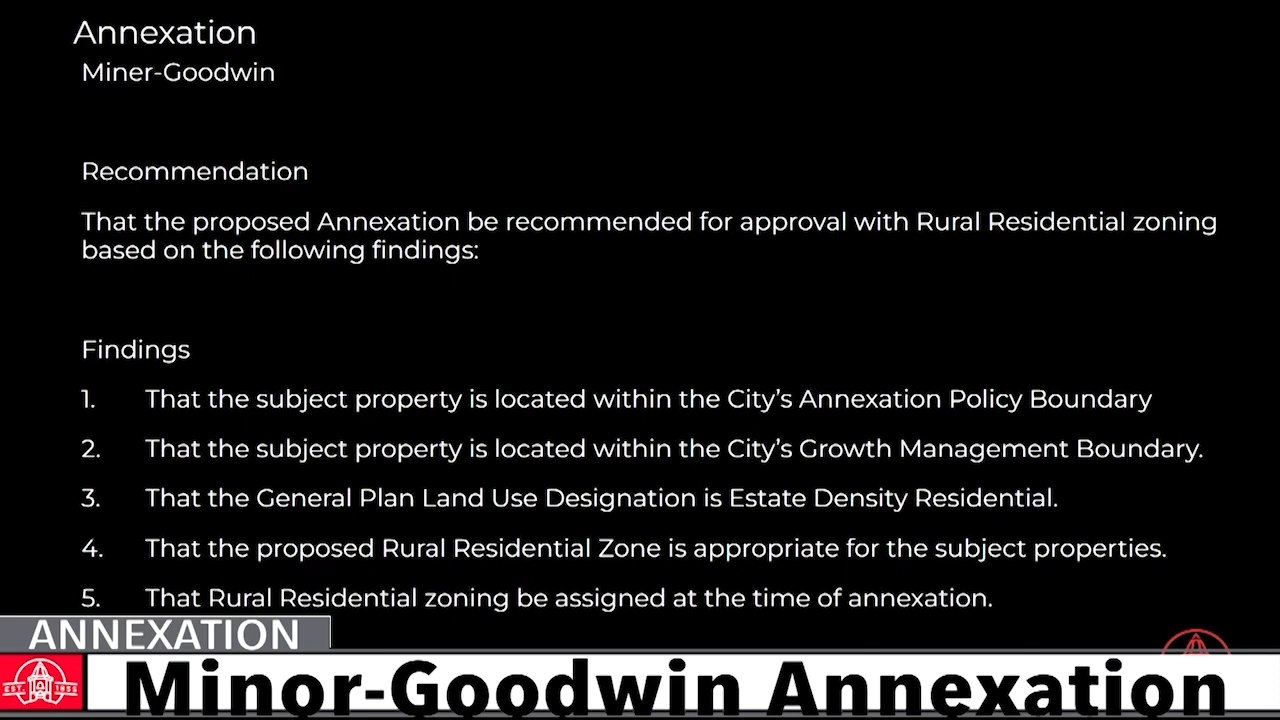 Annexation
Miner-Goodwin
Recommendation
That the proposed Annexation be recommended for approval with Rural Residential zoning
based on the following findings:
Findings
1. That the subject property is located within the City’s Annexation Policy Boundary
2. That the subject property is located within the City’s Growth Management Boundary.
3. That the General Plan Land Use Designation is Estate Density Residential.
4. That the proposed Rural Residential Zone is appropriate for the subject properties.
5. That Rural Residential zoning be assigned at the time of annexation.
ANNEXATION
EST. 1855
Minor-Goodwin Annexation